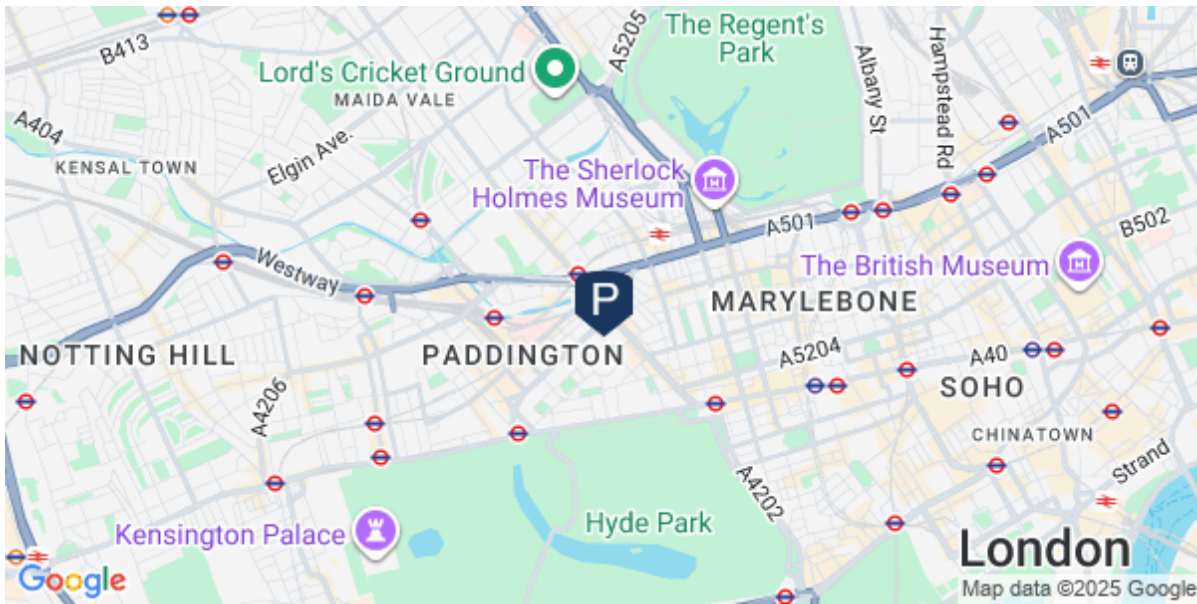 B413
A5205
The Regent's
Park
Lord's Cricket Ground
MAIDA VALE
A404
Albany St
Hampstead Rd
A501
KENSAL TOWN
Elgin Ave.
The Sherlock
Holmes Museum
A501
B502
Westway
The British Museum
P
MARYLEBONE
NOTTING HILL
PADDINGTON
A5204
A40
SOHO
A4206
CHINATOWN
Strand
A4202
Kensington Palace
Hyde Park
London
Google
Map data ©2025 Google